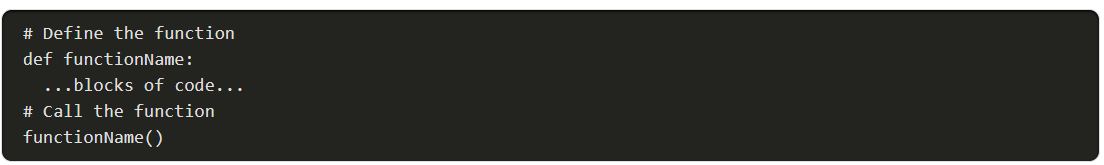 # Define the function
def functionName:
  ...blocks of code...
# Call the function
functionName()